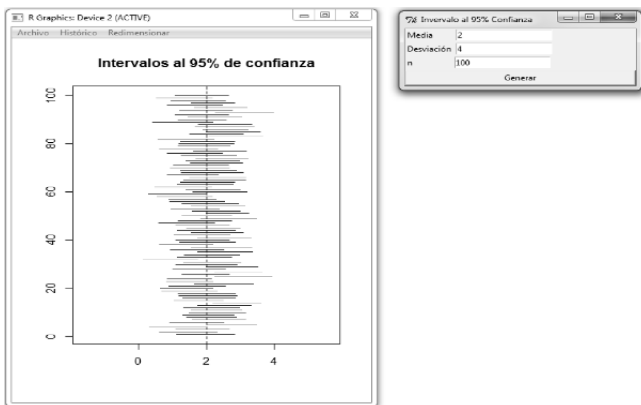 R Graphics: Device 2 (ACTIVE)
Archivo Histórico Redimensionar
Intervalos al 95% de confianza
100
80
60
40
20
0
0 2 4
Invervalo al 95% Confianza
Media 2
Desviación 4
n 100
Generar